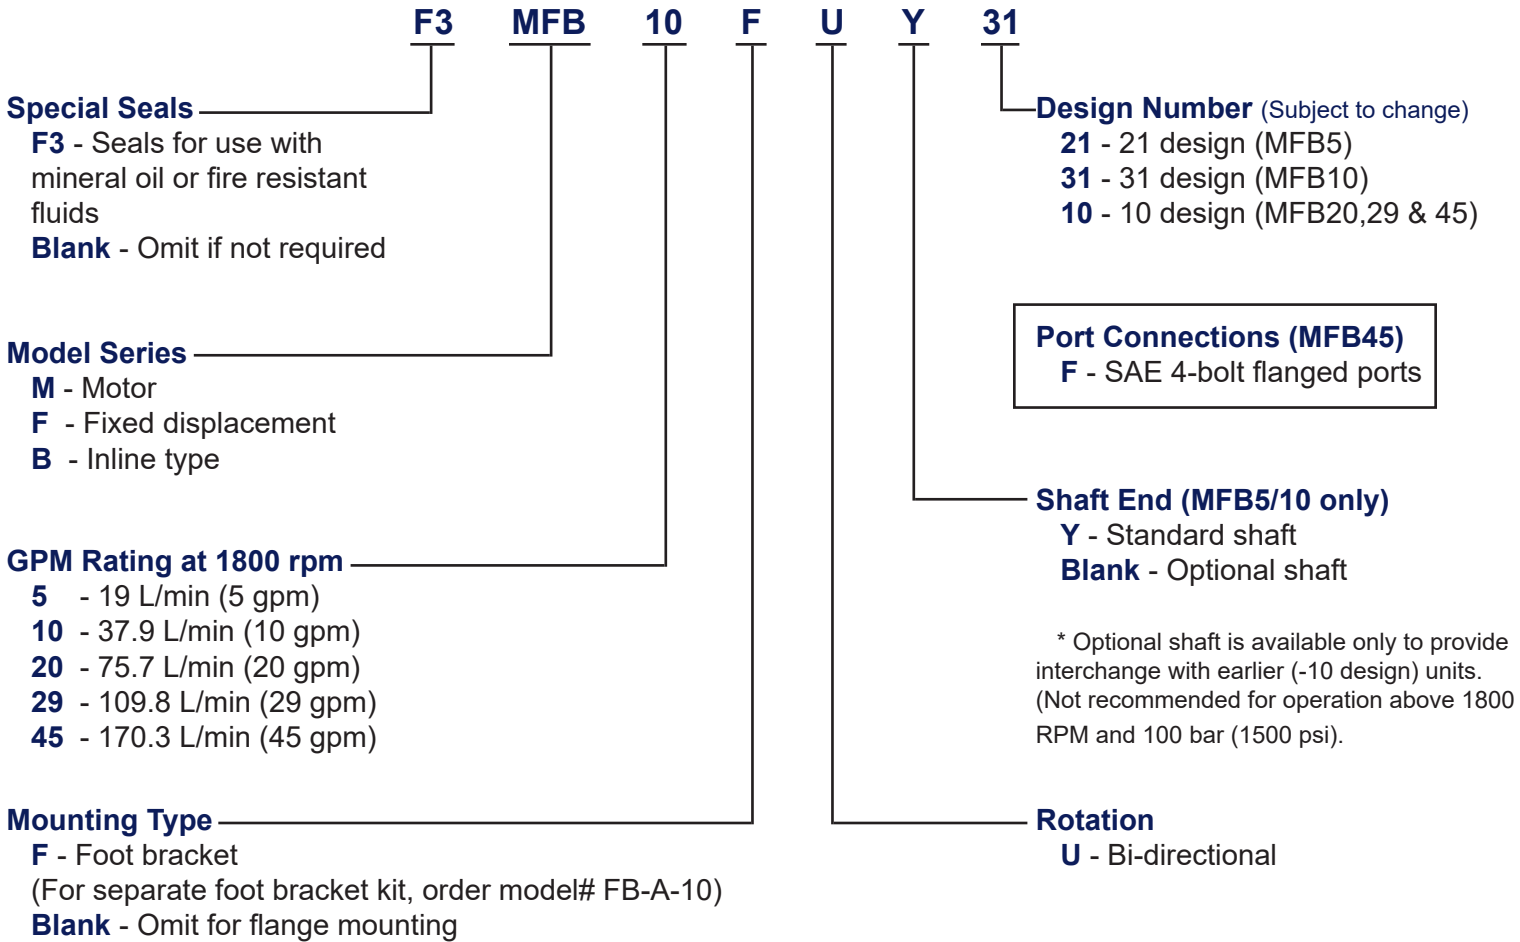 F3 MFB 10 F U Y 31
Special Seals
F3 - Seals for use with
mineral oil or fire resistant
fluids
Blank - Omit if not required
Model Series
M - Motor
F - Fixed displacement
B - Inline type
GPM Rating at 1800 rpm
5 - 19 L/min (5 gpm)
10 - 37.9 L/min (10 gpm)
20 - 75.7 L/min (20 gpm)
29 - 109.8 L/min (29 gpm)
45 - 170.3 L/min (45 gpm)
Mounting Type
F - Foot bracket
(For separate foot bracket kit, order model# FB-A-10)
Blank - Omit for flange mounting
Design Number (Subject to change)
21 - 21 design (MFB5)
31 - 31 design (MFB10)
10 - 10 design (MFB20,29 & 45)
Port Connections (MFB45)
F - SAE 4-bolt flanged ports
Shaft End (MFB5/10 only)
Y - Standard shaft
Blank - Optional shaft
* Optional shaft is available only to provide
interchange with earlier (-10 design) units.
(Not recommended for operation above 1800
RPM and 100 bar (1500 psi).
Rotation
U - Bi-directional